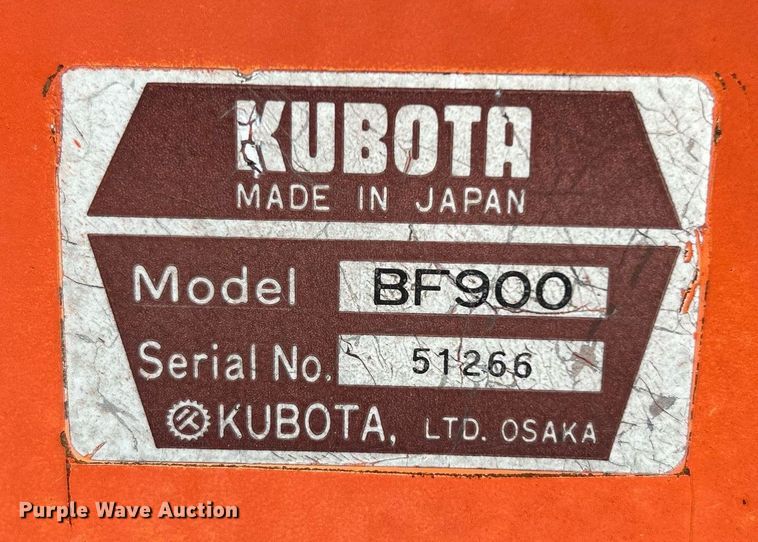 KUBOTA
MADE IN JAPAN
Model BF900
Serial No. 51266
KUBOTA, LTD. OSAKA
Purple Wave Auction